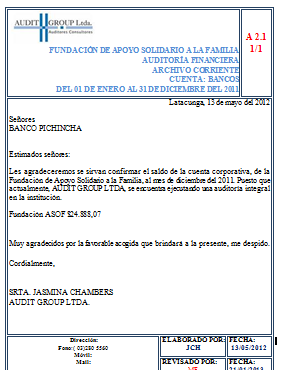 AUDIT GROUP Ltda.
Auditores Consultores
A 2.1
1/1
FUNDACIÓN DE APOYO SOLIDARIO A LA FAMILIA
AUDITORÍA FINANCIERA
ARCHIVO CORRIENTE
CUENTA: BANCOS
DEL 01 DE ENERO AL 31 DE DICIEMBRE DEL 2011
Latacunga, 13 de mayo del 2012
Señores
BANCO PICHINCHA
Estimados señores:
Les agradeceremos se sirvan confirmar el saldo de la cuenta corporativa, de la
Fundación de Apoyo Solidario a la Familia, al mes de diciembre del 2011. Puesto que
actualmente, AUDIT GROUP LTDA, se encuentra ejecutando una auditoría integral
en la institución.
Fundación ASOF $24.888,07
Muy agradecidos por la favorable acogida que brindará a la presente, me despido.
Cordialmente,
SRTA. JASMINA CHAMBERS
AUDIT GROUP LTDA.
Dirección:
Fono:( 03)280 5560
Móvil:
Mail:
ELABORADO POR:
JCH
FECHA:
13/05/2012
REVISADO POR:
FECHA: